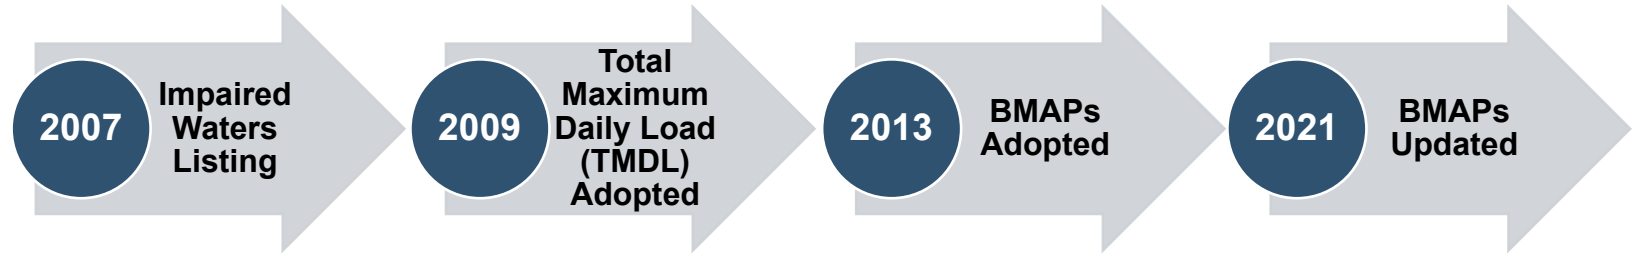 2007
Impaired
Waters
Listing
2009
Total
Maximum
Daily Load
(TMDL)
Adopted
2013
BMAPs
Adopted
2021
BMAPs
Updated